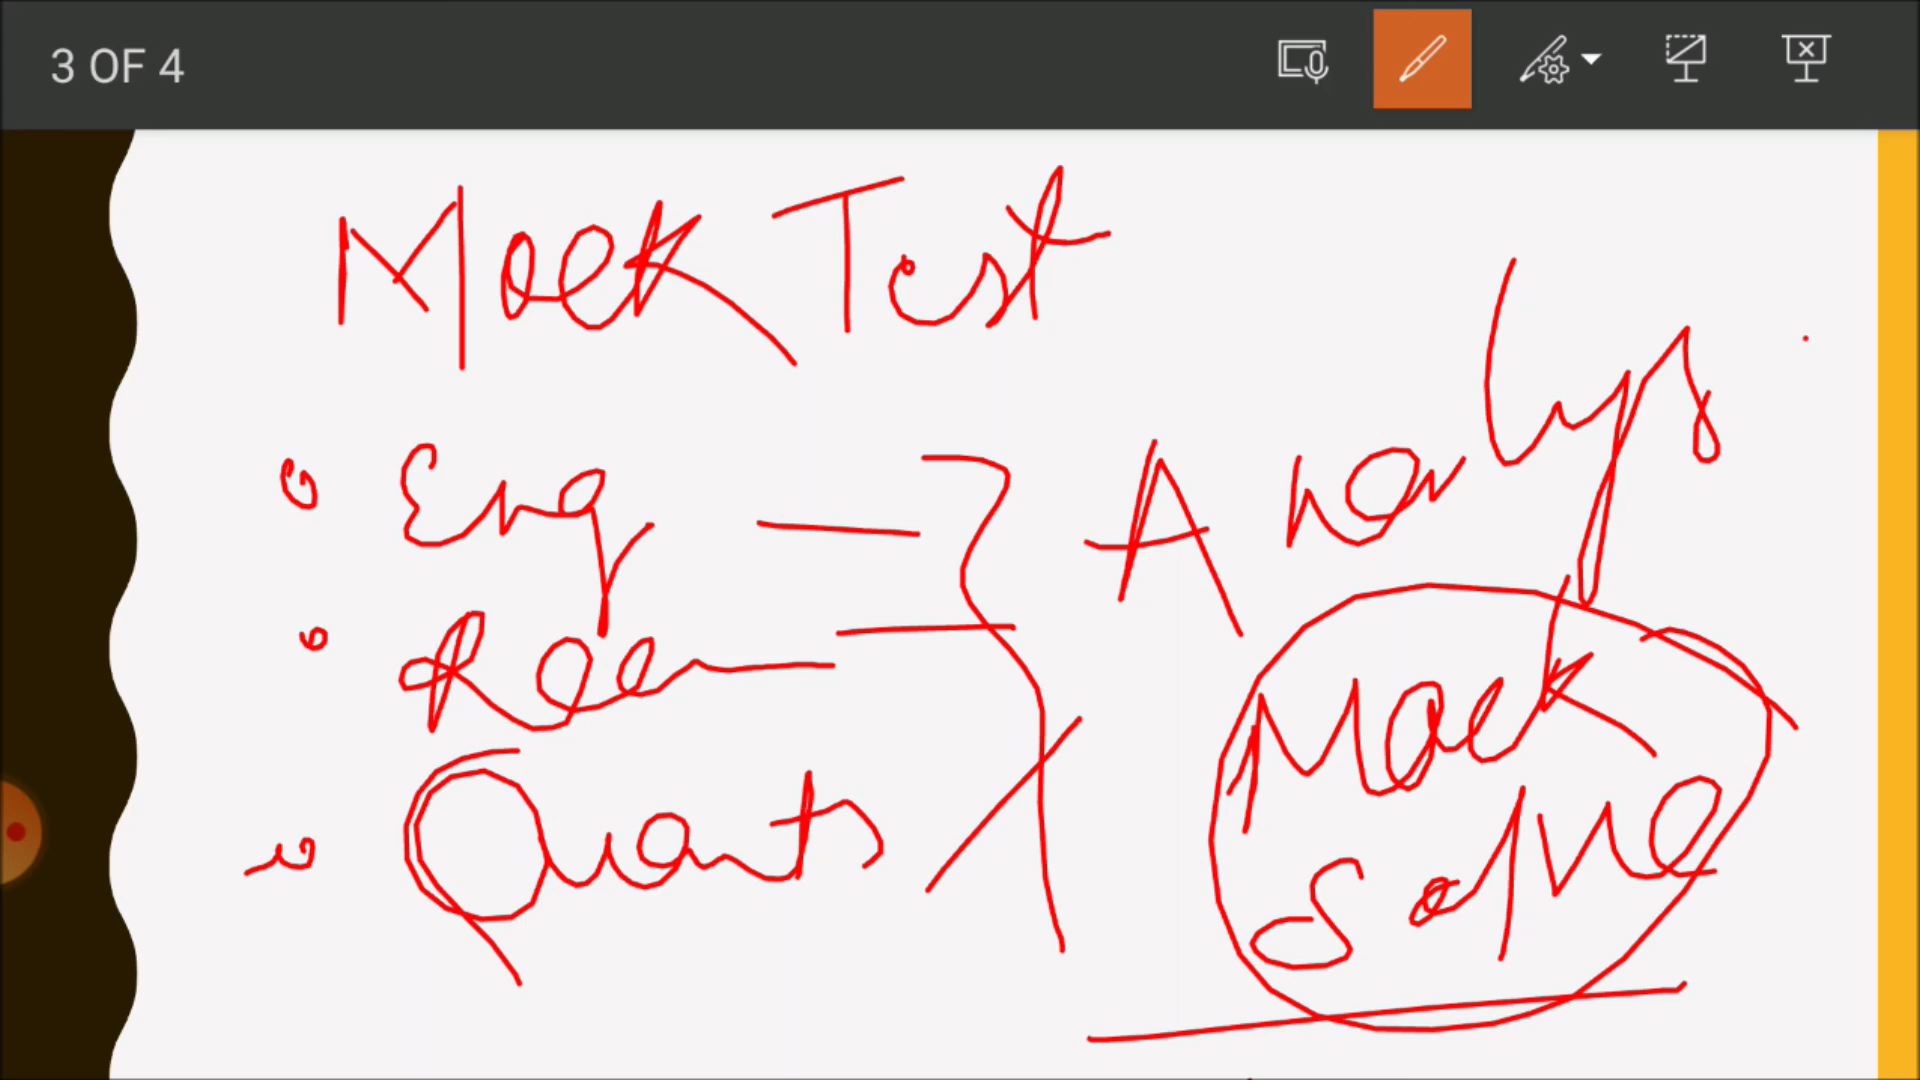 3 OF 4
Mock Test
Eng
Analys
Rea
Quants
Mock
Solve